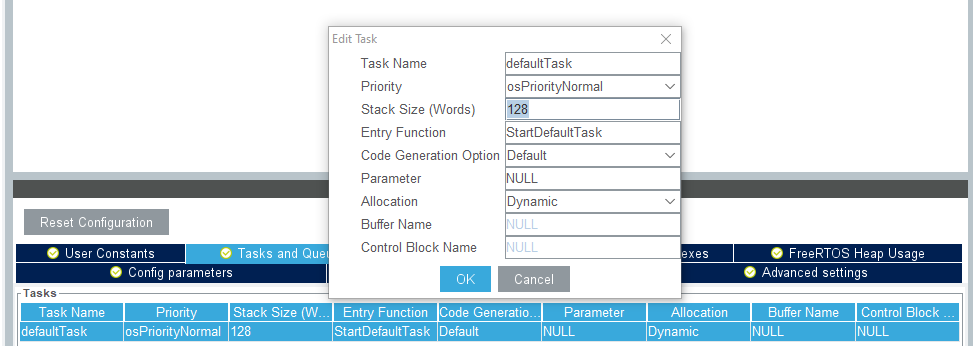 Edit Task
Task Name defaultTask
Priority osPriorityNormal
Stack Size (Words) 128
Entry Function StartDefaultTask
Code Generation Option Default
Parameter NULL
Allocation Dynamic
Buffer Name NULL
Control Block Name NULL
OK Cancel
Reset Configuration
User Constants Tasks and Que exes FreeRTOS Heap Usage
Config parameters Advanced settings
Tasks
Task Name Priority Stack Size (W... Entry Function Code Generatio... Parameter Allocation Buffer Name Control Block ...
defaultTask osPriorityNormal 128 StartDefaultTask Default NULL Dynamic NULL NULL